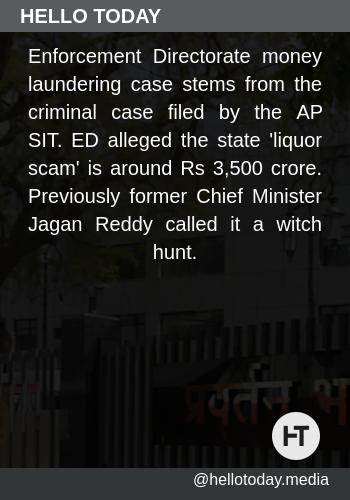 HELLO TODAY
Enforcement Directorate money
laundering case stems from the
criminal case filed by the AP
SIT. ED alleged the state 'liquor
scam' is around Rs 3,500 crore.
Previously former Chief Minister
Jagan Reddy called it a witch
hunt.
प्रवर्तन भ
HT
@hellotoday.media